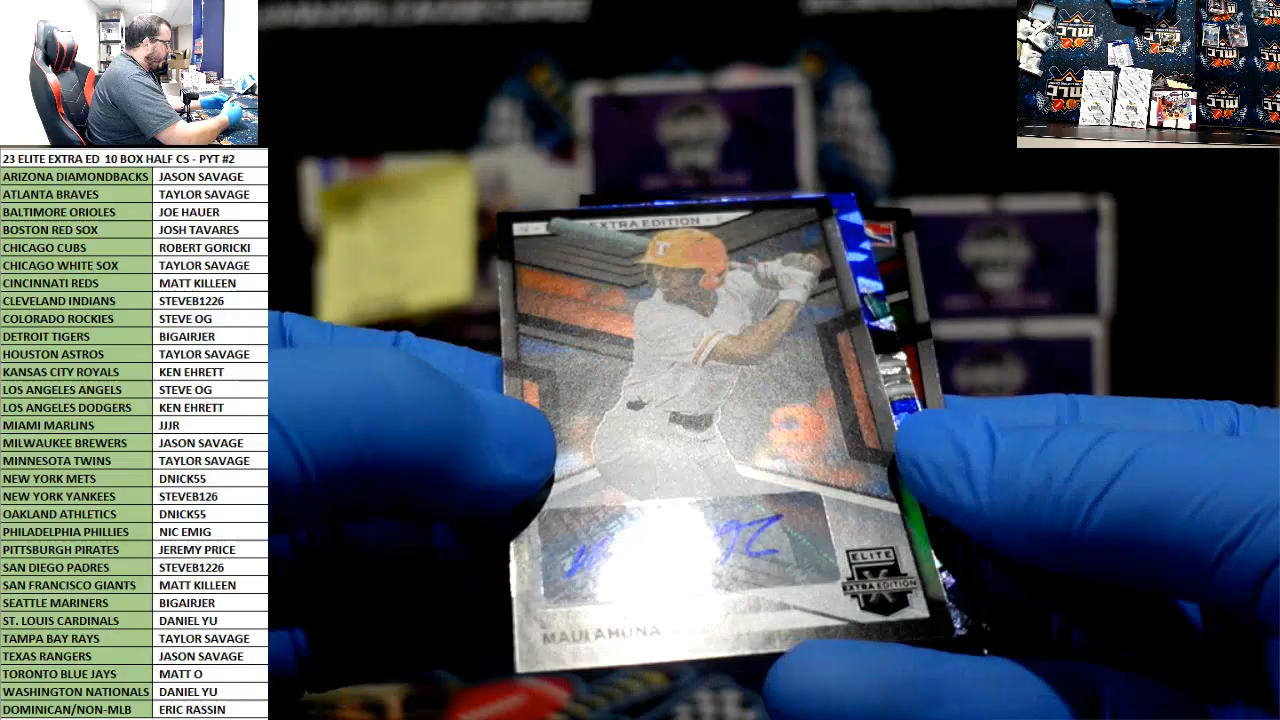 23 ELITE EXTRA ED 10 BOX HALF CS - PYT #2
ARIZONA DIAMONDBACKS JASON SAVAGE
ATLANTA BRAVES TAYLOR SAVAGE
BALTIMORE ORIOLES JOE HAUER
BOSTON RED SOX JOSH TAVARES
CHICAGO CUBS ROBERT GORICKI
CHICAGO WHITE SOX TAYLOR SAVAGE
CINCINNATI REDS MATT KILLEEN
CLEVELAND INDIANS STEVEB1226
COLORADO ROCKIES STEVE OG
DETROIT TIGERS BIGAIRJER
HOUSTON ASTROS TAYLOR SAVAGE
KANSAS CITY ROYALS KEN EHRETT
LOS ANGELES ANGELS STEVE OG
LOS ANGELES DODGERS KEN EHRETT
MIAMI MARLINS JJJR
MILWAUKEE BREWERS JASON SAVAGE
MINNESOTA TWINS TAYLOR SAVAGE
NEW YORK METS DNICK55
NEW YORK YANKEES STEVEB126
OAKLAND ATHLETICS DNICK55
PHILADELPHIA PHILLIES NIC EMIG
PITTSBURGH PIRATES JEREMY PRICE
SAN DIEGO PADRES STEVEB1226
SAN FRANCISCO GIANTS MATT KILLEEN
SEATTLE MARINERS BIGAIRJER
ST. LOUIS CARDINALS DANIEL YU
TAMPA BAY RAYS TAYLOR SAVAGE
TEXAS RANGERS JASON SAVAGE
TORONTO BLUE JAYS MATT O
WASHINGTON NATIONALS DANIEL YU
DOMINICAN/NON-MLB ERIC RASSIN
EXTRA EDITION
T
ELITE
EXTRA EDITION
MAUI AHUNA